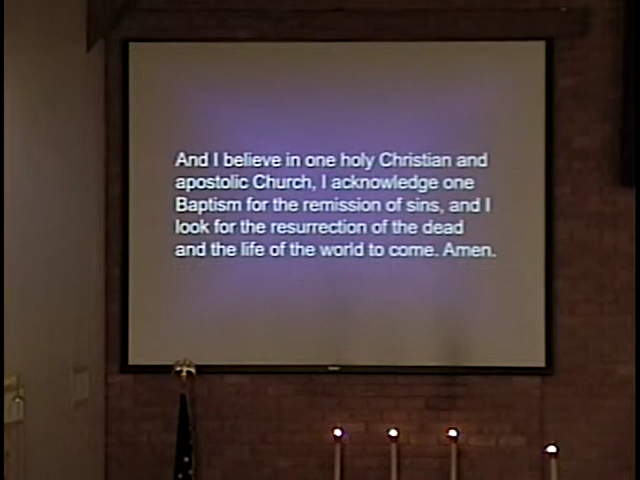 And I believe in one holy Christian and
apostolic Church, I acknowledge one
Baptism for the remission of sins, and I
look for the resurrection of the dead
and the life of the world to come. Amen.